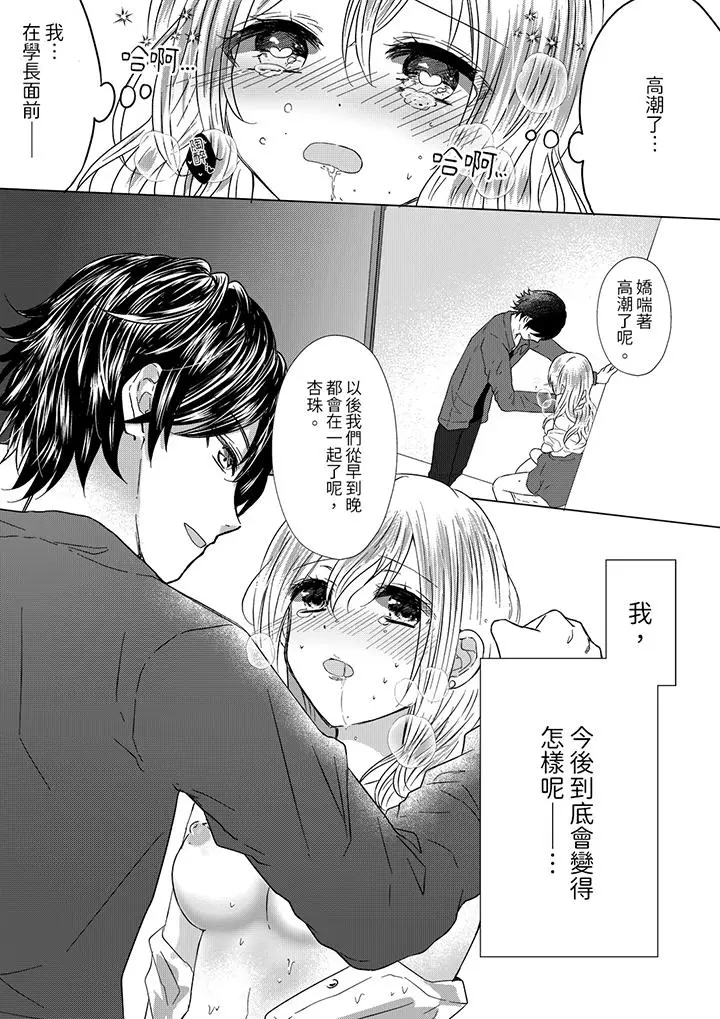 高潮了…
哈啊…
哈啊…
我…
在學長面前——
嬌喘著
高潮了呢。
以後我們從早到晚
都會在一起了呢，
杏珠。
我，
今後到底會變得
怎樣呢——…